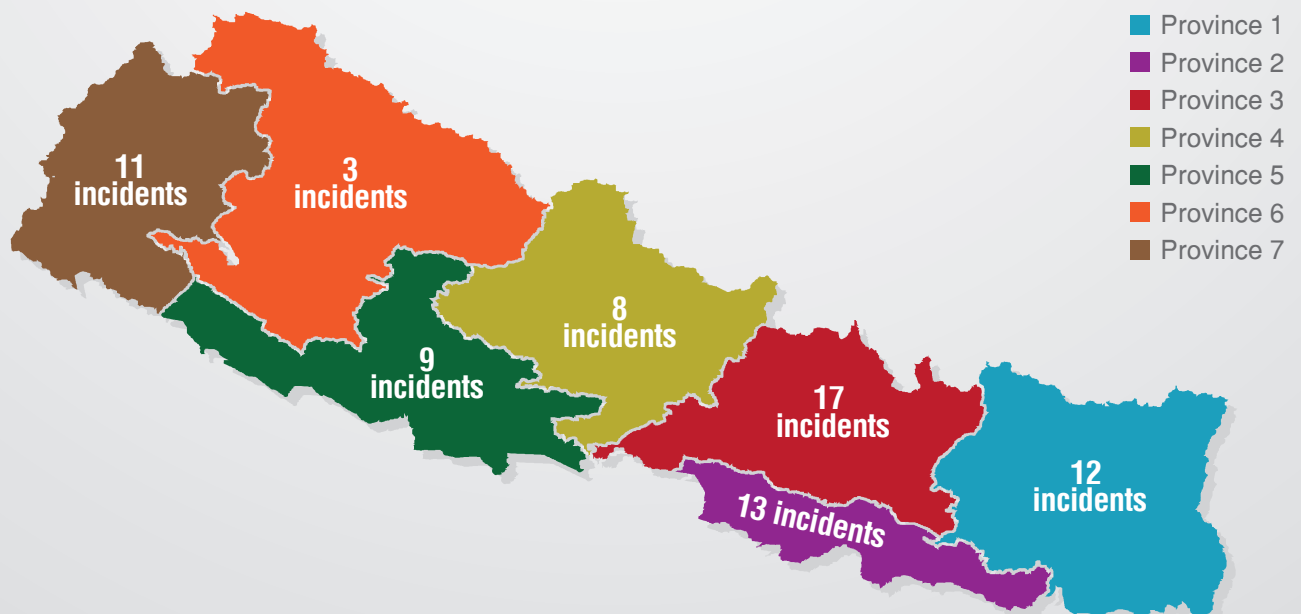 Province 1
Province 2
Province 3
Province 4
Province 5
Province 6
Province 7
11
incidents
3
incidents
8
incidents
9
incidents
17
incidents
12
incidents
13 incidents